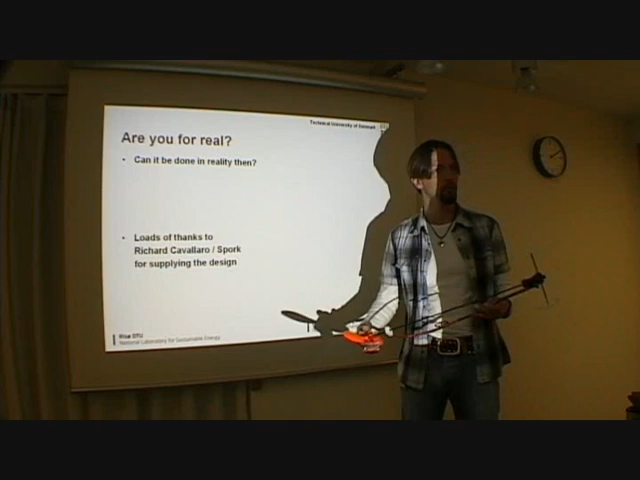 Technical University of Denmark
Are you for real?
• Can it be done in reality then?
• Loads of thanks to
Richard Cavallaro / Spork
for supplying the design
Risø DTU
National Laboratory for Sustainable Energy